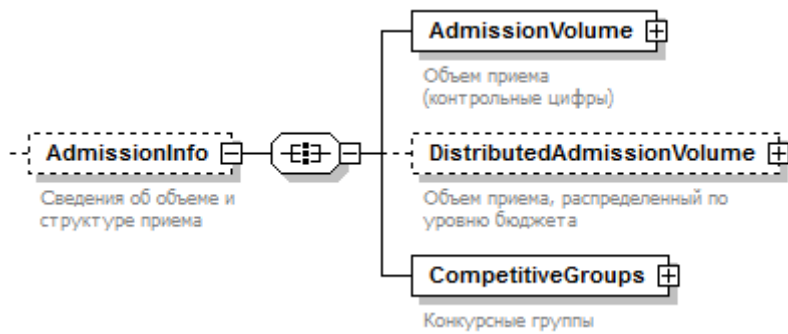 AdmissionVolume
Объем приема
(контрольные цифры)
AdmissionInfo
Сведения об объеме и
структуре приема
DistributedAdmissionVolume
Объем приема, распределенный по
уровню бюджета
CompetitiveGroups
Конкурсные группы